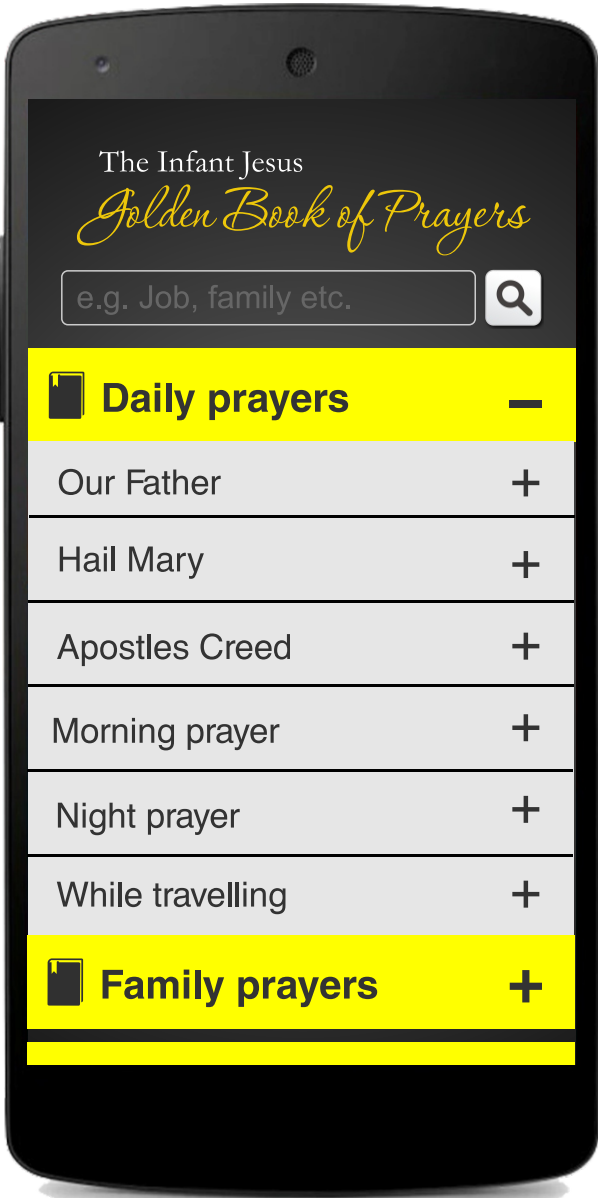 The Infant Jesus
Golden Book of Prayers
e.g. Job, family etc.
Daily prayers
Our Father
Hail Mary
Apostles Creed
Morning prayer
Night prayer
While travelling
Family prayers